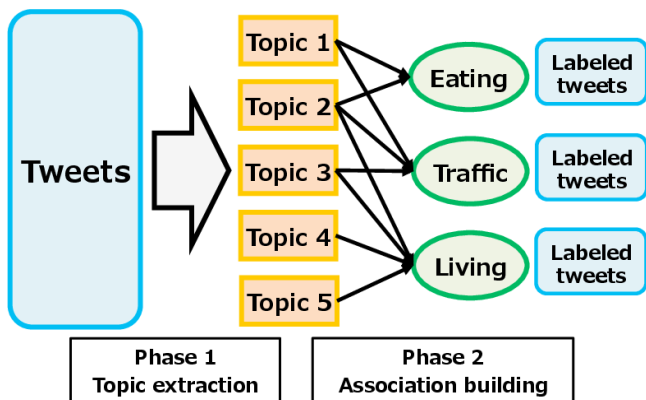 Tweets
Topic 1
Topic 2
Topic 3
Topic 4
Topic 5
Eating
Traffic
Living
Labeled
tweets
Labeled
tweets
Labeled
tweets
Phase 1
Topic extraction
Phase 2
Association building